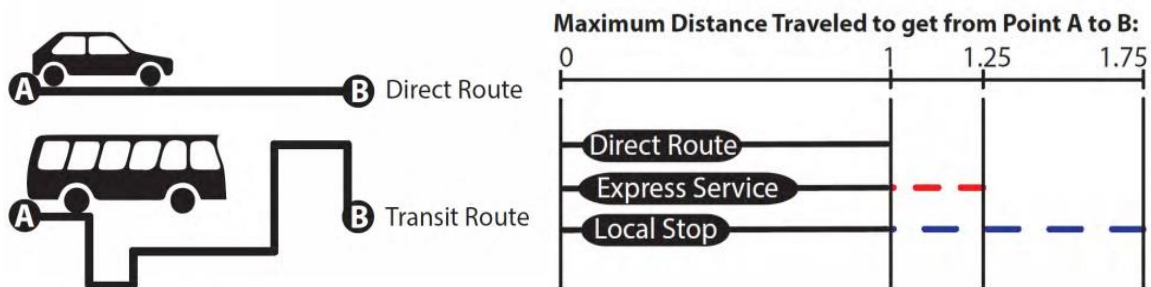 A
B
Direct Route
A
B
Transit Route
Maximum Distance Traveled to get from Point A to B:
0 1 1.25 1.75
Direct Route
Express Service
Local Stop